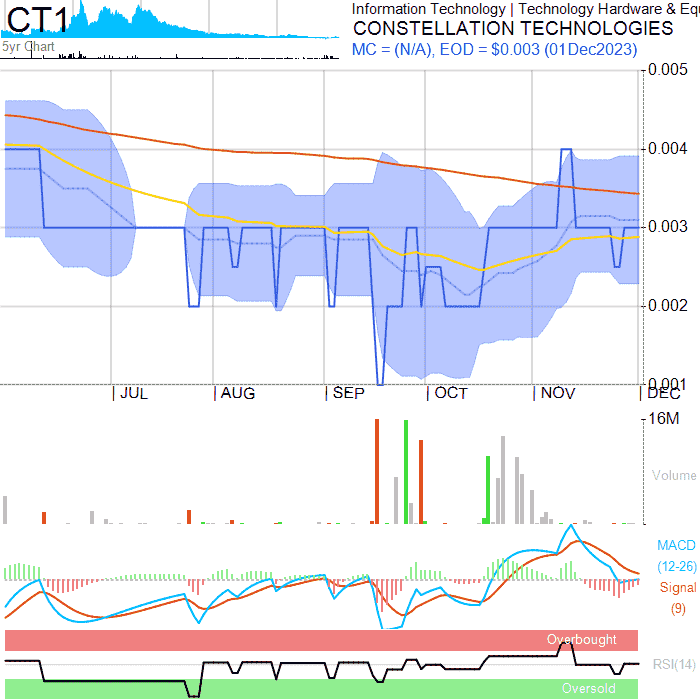 CT1
5yr Chart
Information Technology | Technology Hardware & Equ
CONSTELLATION TECHNOLOGIES
MC = (N/A), EOD = $0.003 (01Dec2023)
0.005
0.004
0.003
0.002
0.001
JUL
AUG
SEP
OCT
NOV
DEC
16M
Volume
MACD
(12-26)
Signal
(9)
Overbought
RSI(14)
Oversold